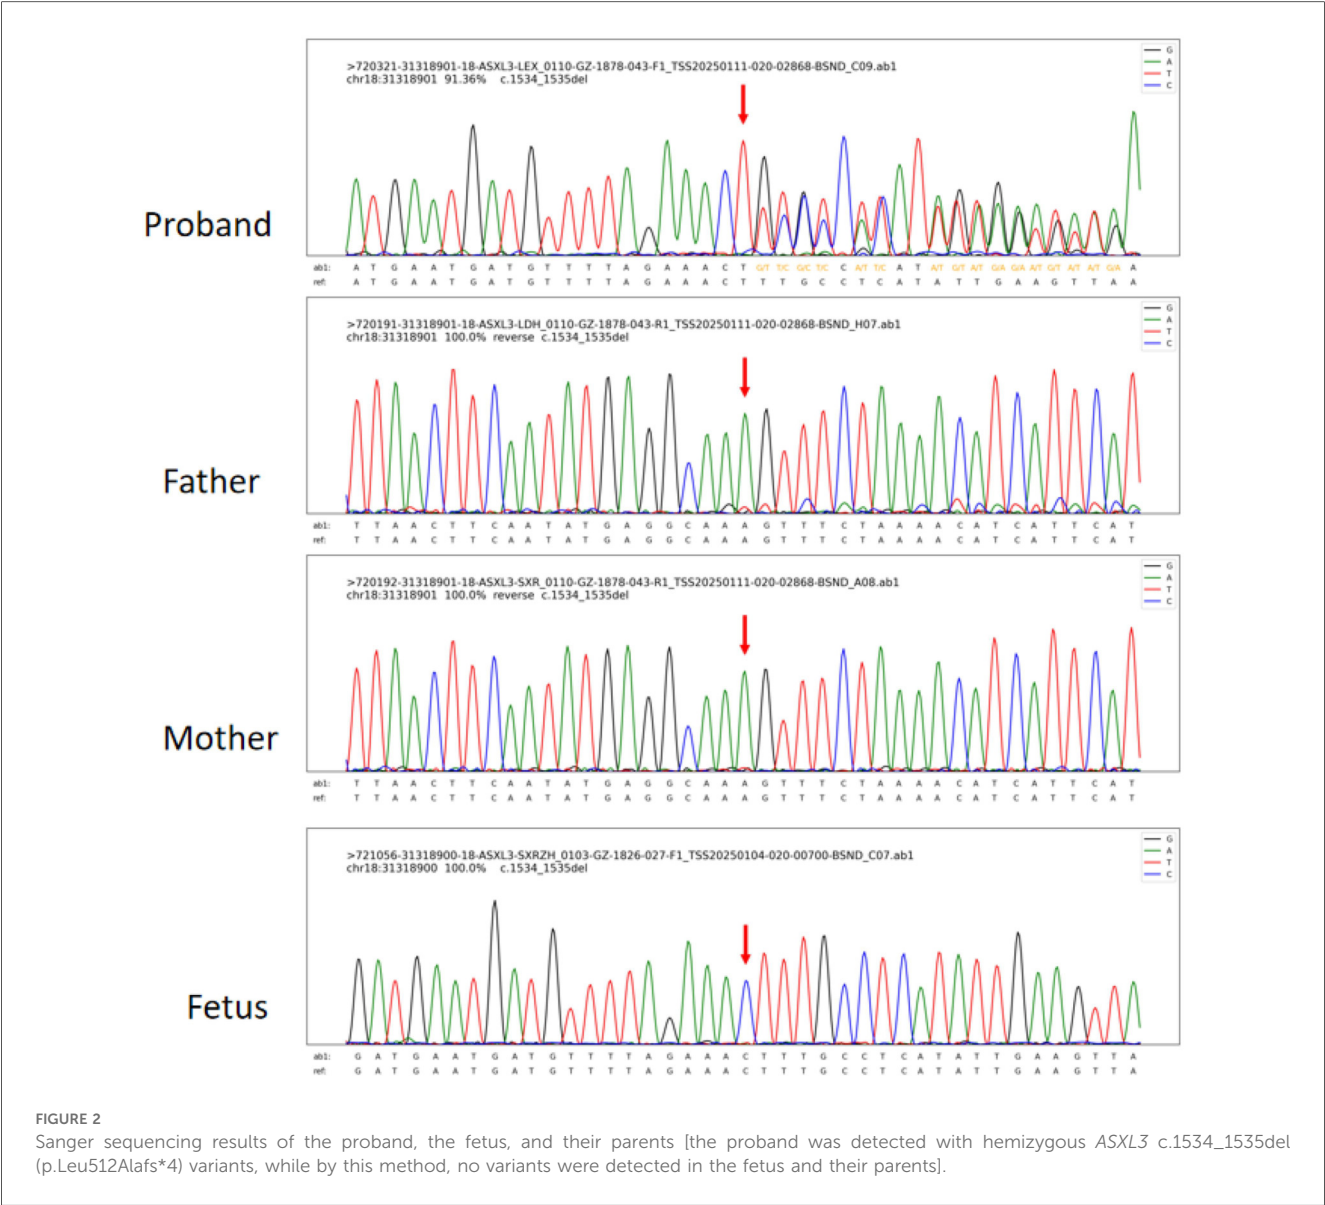 >720321-31318901-18-ASXL3-LEX_0110-GZ-1878-043-F1_TSS20250111-020-02868-BSND_C09.ab1
chr18:31318901 91.36% c.1534_1535del
G
A
T
C
Proband
ab1: A T G A A T G A T G T T T T A G A A A C T G/T T/C G/C T/C C A/T T/C A T A/T G/T A/T G/A G/A A/T G/T A/T A/T G/A A
ref: A T G A A T G A T G T T T T A G A A A C T T T G C C T C A T A T T G A A G T T A A
>720191-31318901-18-ASXL3-LDH_0110-GZ-1878-043-R1_TSS20250111-020-02868-BSND_H07.ab1
chr18:31318901 100.0% reverse c.1534_1535del
G
A
T
C
Father
ab1: T T A A C T T C A A T A T G A G G C A A A G T T T C T A A A A C A T C A T T C A T
ref: T T A A C T T C A A T A T G A G G C A A A G T T T C T A A A A C A T C A T T C A T
>720192-31318901-18-ASXL3-SXR_0110-GZ-1878-043-R1_TSS20250111-020-02868-BSND_A08.ab1
chr18:31318901 100.0% reverse c.1534_1535del
G
A
T
C
Mother
ab1: T T A A C T T C A A T A T G A G G C A A A G T T T C T A A A A C A T C A T T C A T
ref: T T A A C T T C A A T A T G A G G C A A A G T T T C T A A A A C A T C A T T C A T
>721056-31318900-18-ASXL3-SXRZH_0103-GZ-1826-027-F1_TSS20250104-020-00700-BSND_C07.ab1
chr18:31318900 100.0% c.1534_1535del
G
A
T
C
Fetus
ab1: G A T G A A T G A T G T T T T A G A A A C T T T G C C T C A T A T T G A A G T T A
ref: G A T G A A T G A T G T T T T A G A A A C T T T G C C T C A T A T T G A A G T T A
FIGURE 2
Sanger sequencing results of the proband, the fetus, and their parents [the proband was detected with hemizygous ASXL3 c.1534_1535del
(p.Leu512Alafs*4) variants, while by this method, no variants were detected in the fetus and their parents].